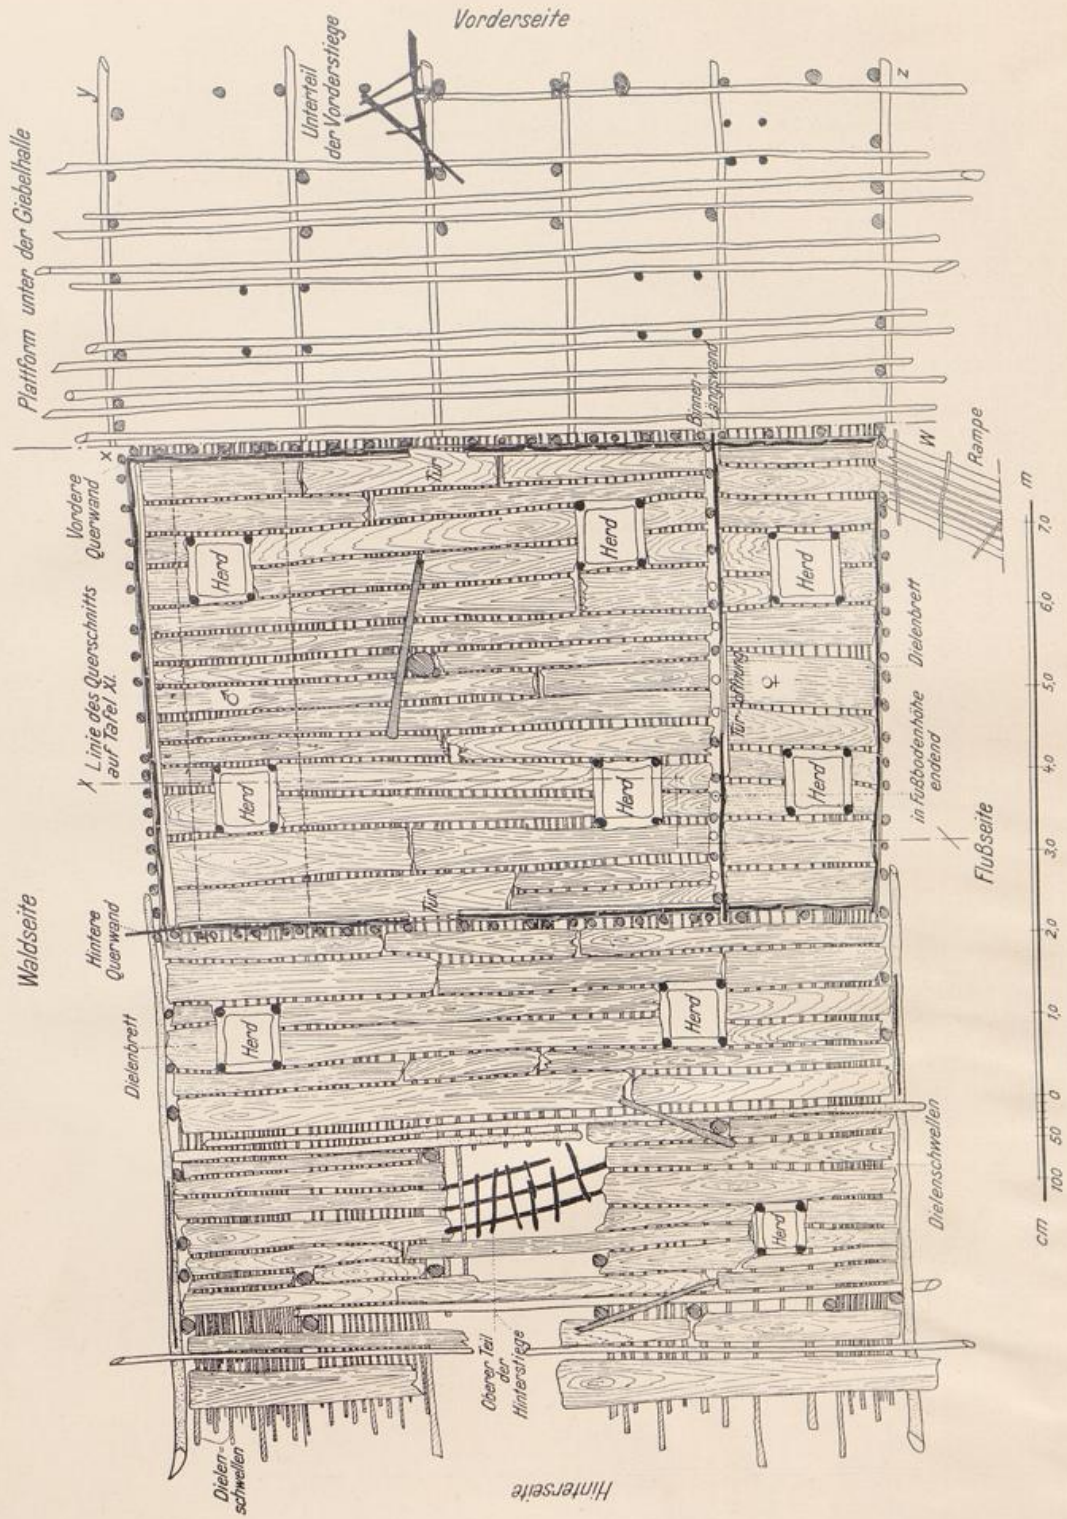 Vorderseite
Plattform unter der Giebelhalle
y
z
Unterteil
der Vorderstiege
Waldseite
Vordere
Querwand
x
X Linie des Querschnitts
auf Tafel XI.
Hintere
Querwand
Dielenbrett
Binnen-
Längswand
W
Rampe
Tür
Herd
Herd
Herd
♂
Türöffnung
♀
Herd
Herd
Herd
Tür
Dielenbrett
in Fußbodenhöhe
endend
X
Flußseite
Herd
Herd
Herd
Dielenschwellen
Oberer Teil
der
Hinterstiege
Dielen=
schwellen
Hinterseite
cm 100 50 0 1,0 2,0 3,0 4,0 5,0 6,0 7,0 m